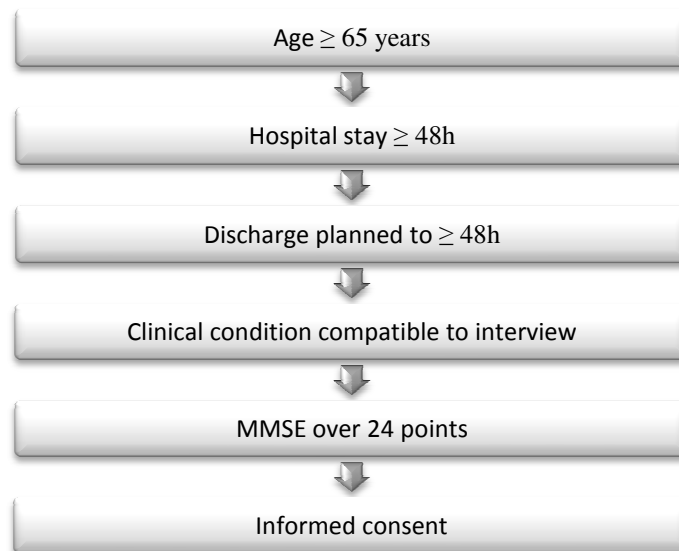 Age ≥ 65 years
Hospital stay ≥ 48h
Discharge planned to ≥ 48h
Clinical condition compatible to interview
MMSE over 24 points
Informed consent